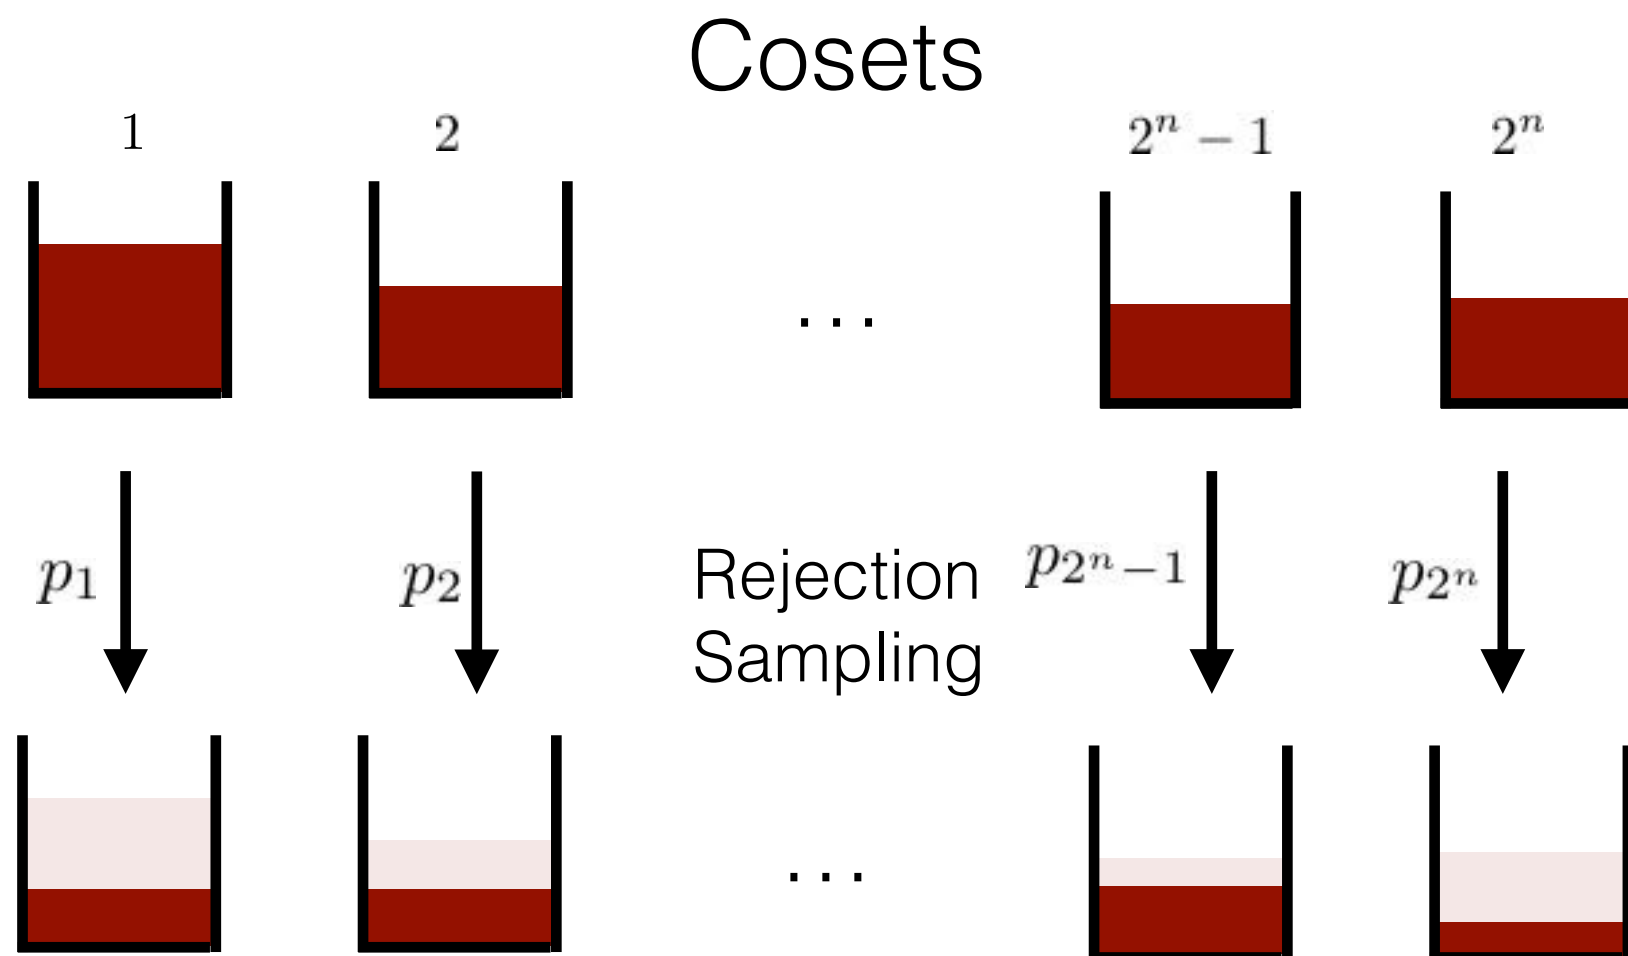 Cosets
1 2 2^n − 1 2^n
...
p_1 p_2 Rejection p_{2^n−1} p_{2^n}
Sampling
...